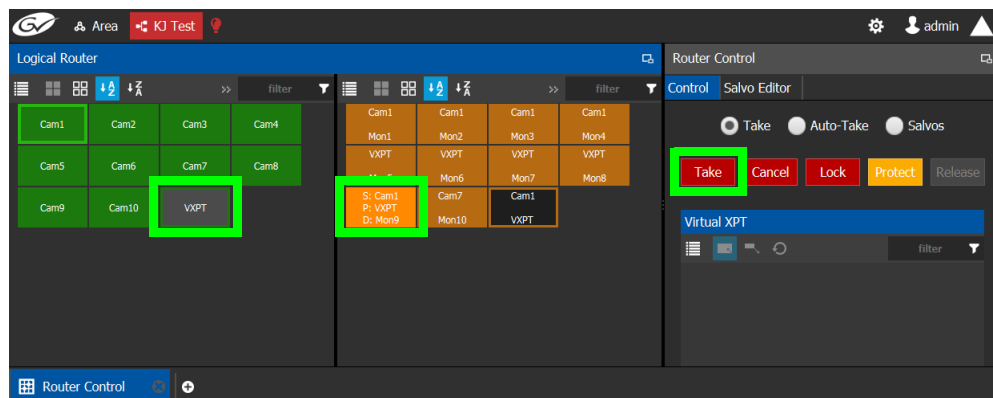 GV Area KJ Test admin
Logical Router
Router Control
filter
filter
Control Salvo Editor
Cam1 Cam2 Cam3 Cam4
Cam1 Cam1 Cam1 Cam1
Mon1 Mon2 Mon3 Mon4
Take Auto-Take Salvos
Cam5 Cam6 Cam7 Cam8
VXPT VXPT VXPT VXPT
Mon6 Mon7 Mon8
Take Cancel Lock Protect Release
Cam9 Cam10 VXPT
S: Cam1
P: VXPT
D: Mon9
Cam7 Cam1
Mon10 VXPT
Virtual XPT
filter
Router Control